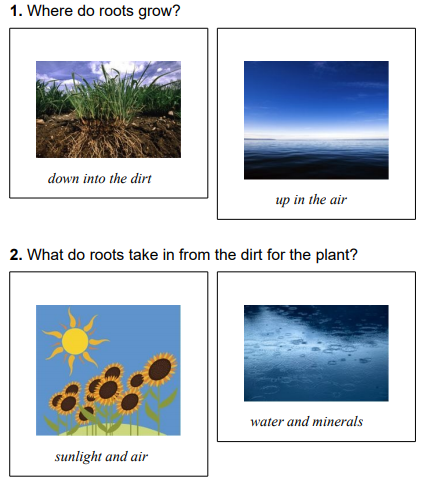 1. Where do roots grow?
down into the dirt
up in the air
2. What do roots take in from the dirt for the plant?
sunlight and air
water and minerals